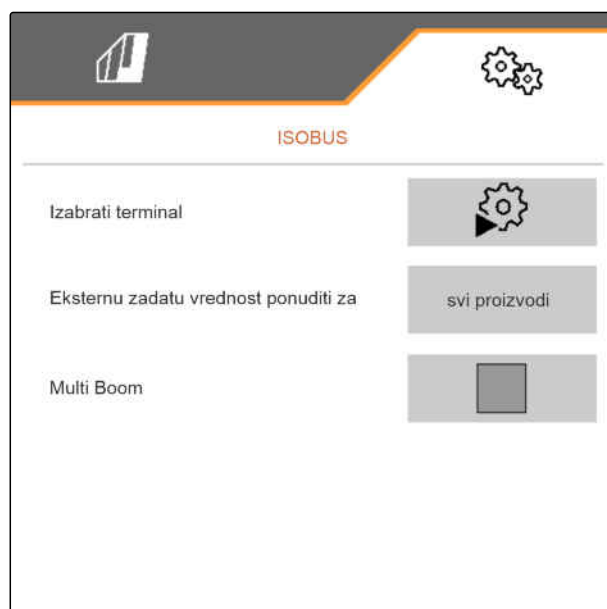 ISOBUS
Izabrati terminal
Eksternu zadatu vrednost ponuditi za
svi proizvodi
Multi Boom